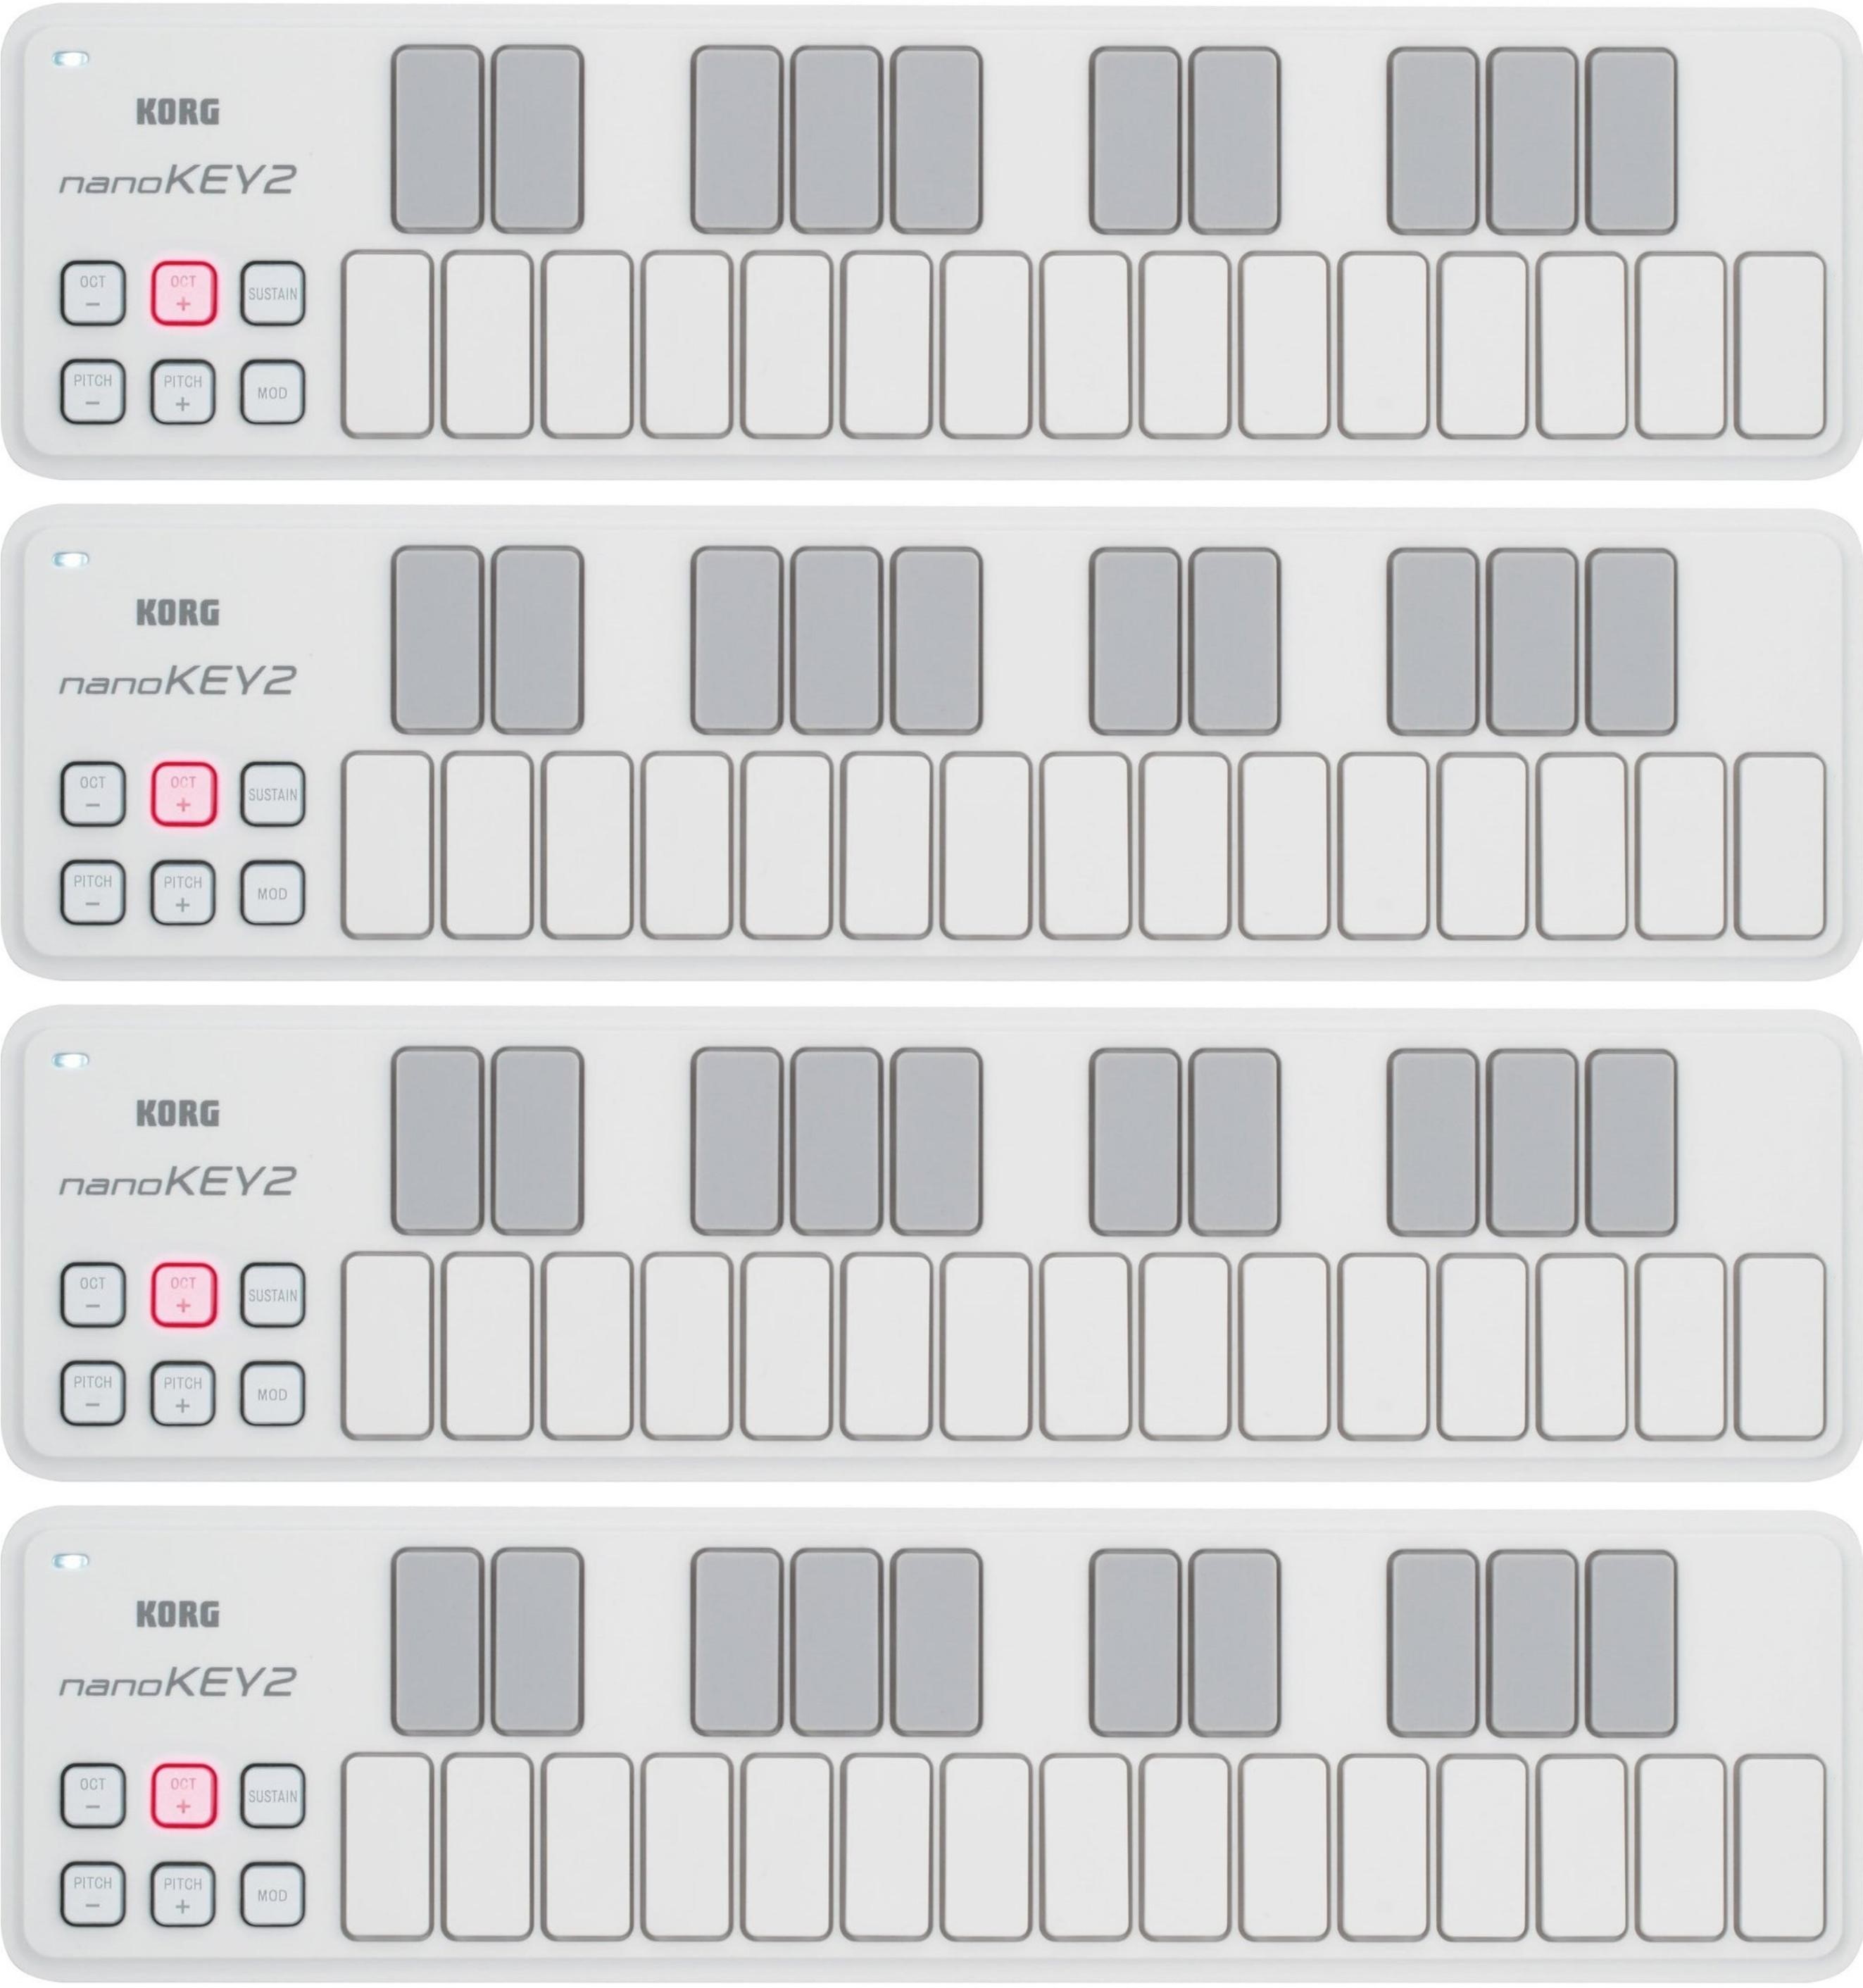 KORG
nanoKEY2
OCT OCT SUSTAIN
− + 
PITCH PITCH MOD
− +
KORG
nanoKEY2
OCT OCT SUSTAIN
− +
PITCH PITCH MOD
− +
KORG
nanoKEY2
OCT OCT SUSTAIN
− +
PITCH PITCH MOD
− +
KORG
nanoKEY2
OCT OCT SUSTAIN
− +
PITCH PITCH MOD
− +